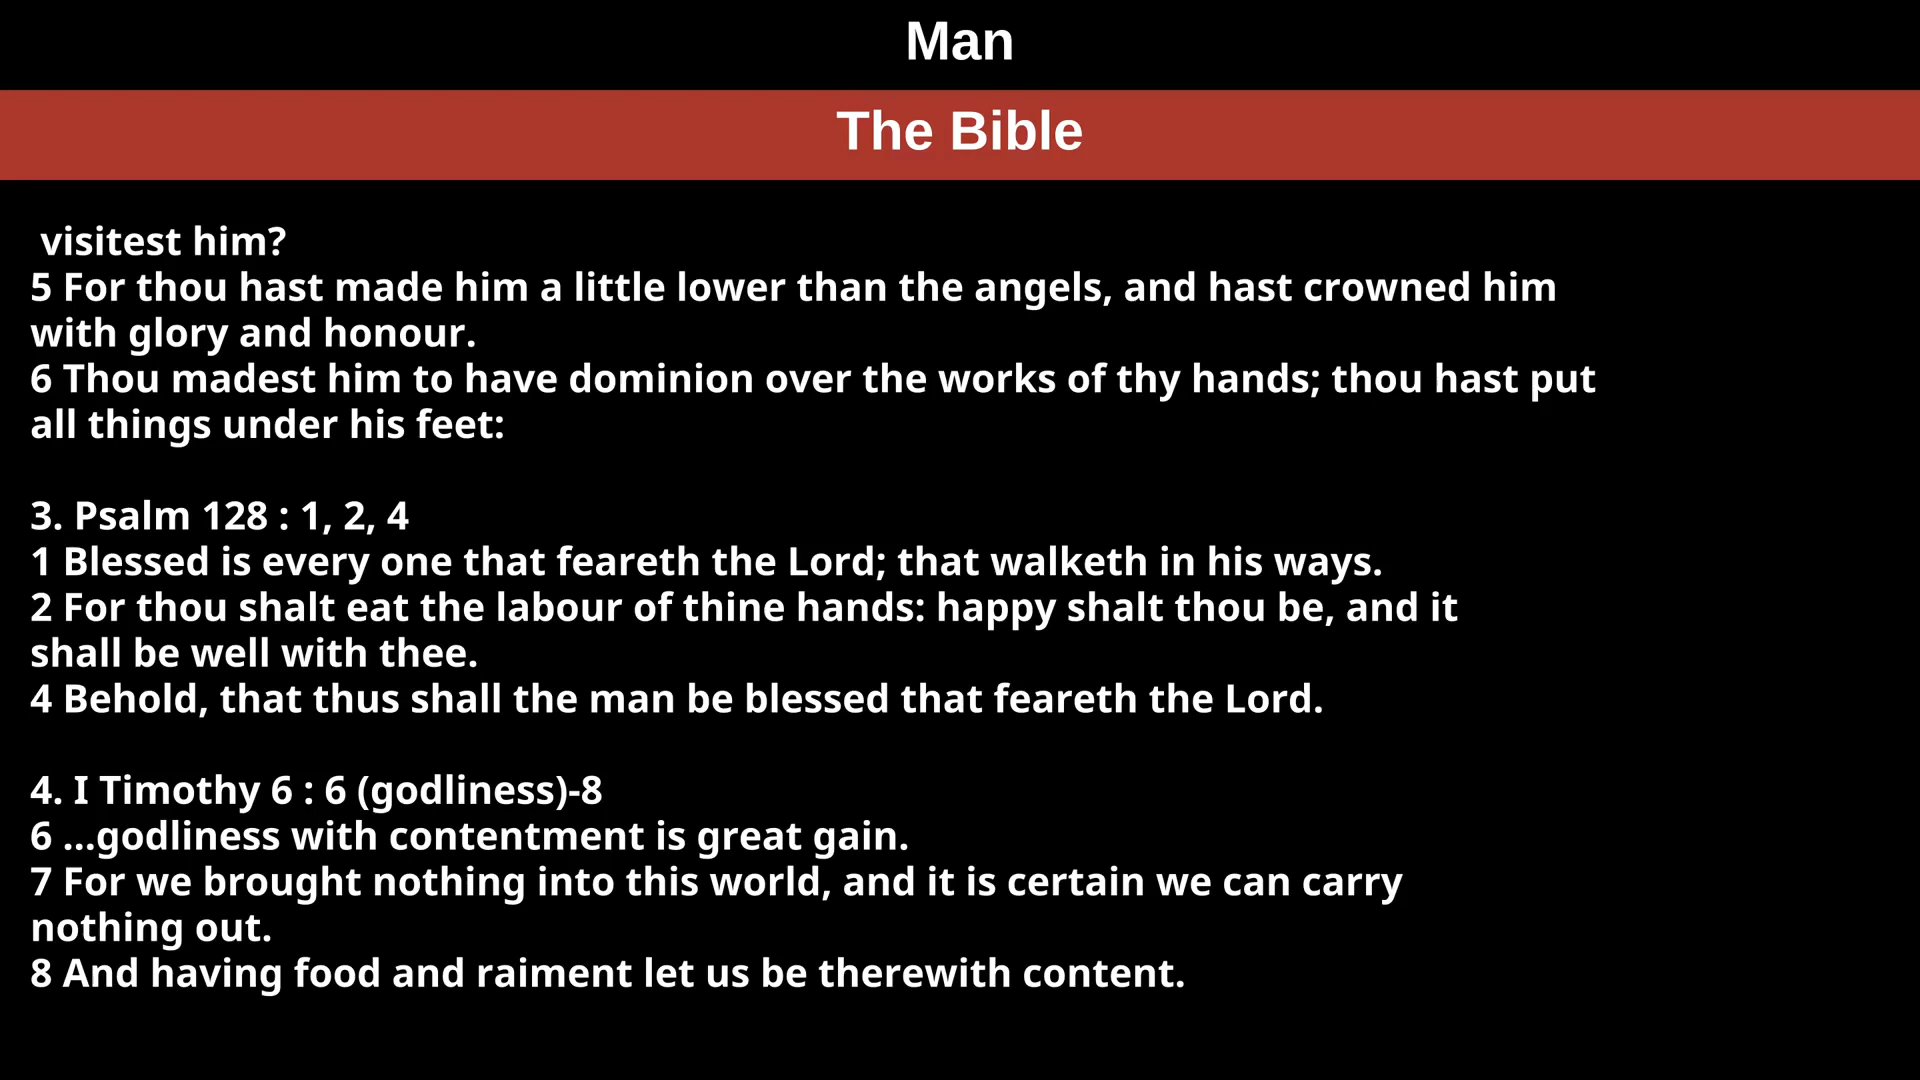 Man
The Bible
visitest him?
5 For thou hast made him a little lower than the angels, and hast crowned him
with glory and honour.
6 Thou madest him to have dominion over the works of thy hands; thou hast put
all things under his feet:
3. Psalm 128 : 1, 2, 4
1 Blessed is every one that feareth the Lord; that walketh in his ways.
2 For thou shalt eat the labour of thine hands: happy shalt thou be, and it
shall be well with thee.
4 Behold, that thus shall the man be blessed that feareth the Lord.
4. I Timothy 6 : 6 (godliness)-8
6 ...godliness with contentment is great gain.
7 For we brought nothing into this world, and it is certain we can carry
nothing out.
8 And having food and raiment let us be therewith content.